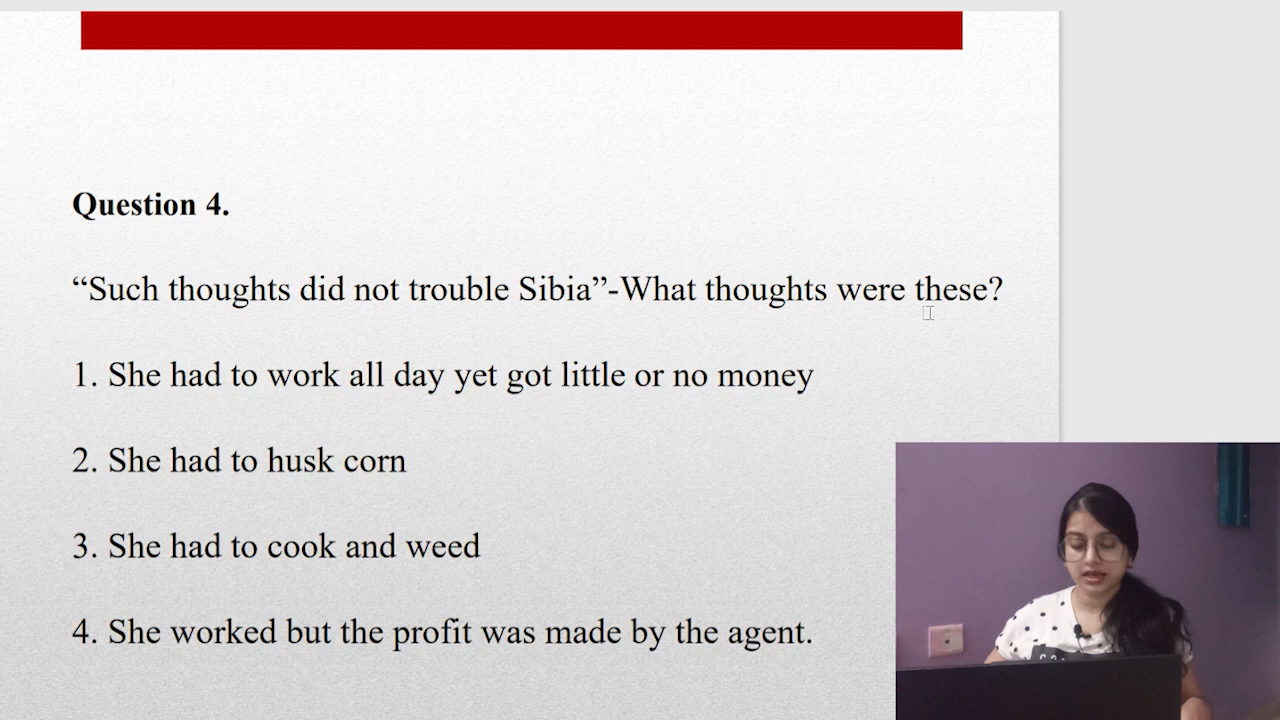 Question 4.
“Such thoughts did not trouble Sibia”-What thoughts were these?
1. She had to work all day yet got little or no money
2. She had to husk corn
3. She had to cook and weed
4. She worked but the profit was made by the agent.